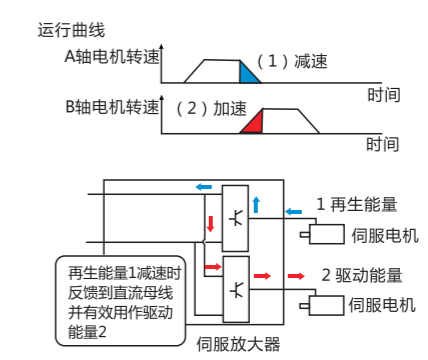 运行曲线
A轴电机转速
(1)减速
时间
B轴电机转速
(2)加速
时间
1 再生能量
伺服电机
2 驱动能量
伺服电机
再生能量1减速时
反馈到直流母线
并有效用作驱动
能量2
伺服放大器